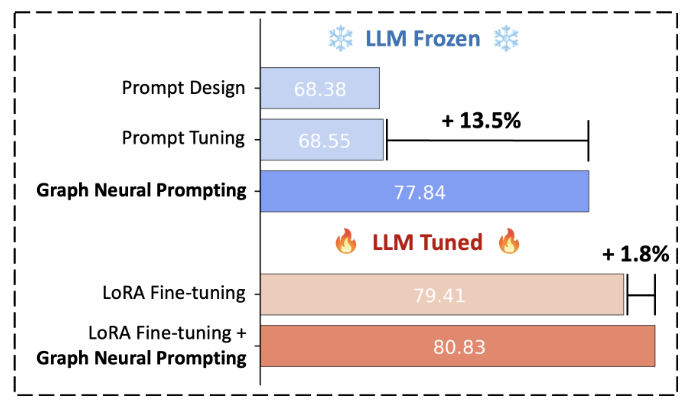 LLM Frozen
Prompt Design
68.38
Prompt Tuning
68.55
+ 13.5%
Graph Neural Prompting
77.84
LLM Tuned
+ 1.8%
LoRA Fine-tuning
79.41
LoRA Fine-tuning +
Graph Neural Prompting
80.83